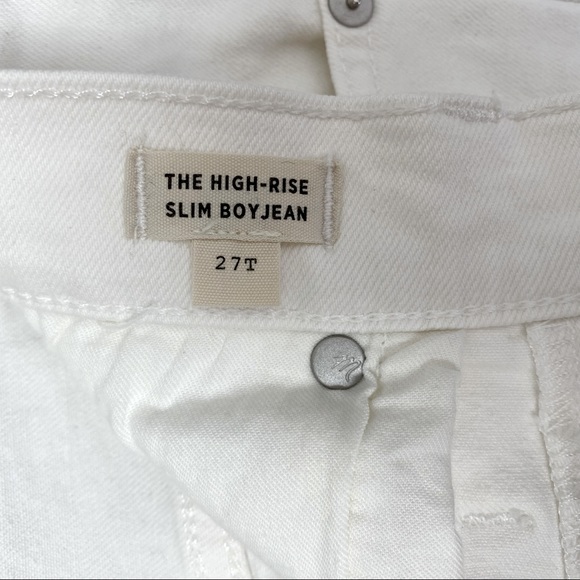 THE HIGH-RISE
SLIM BOYJEAN
27T